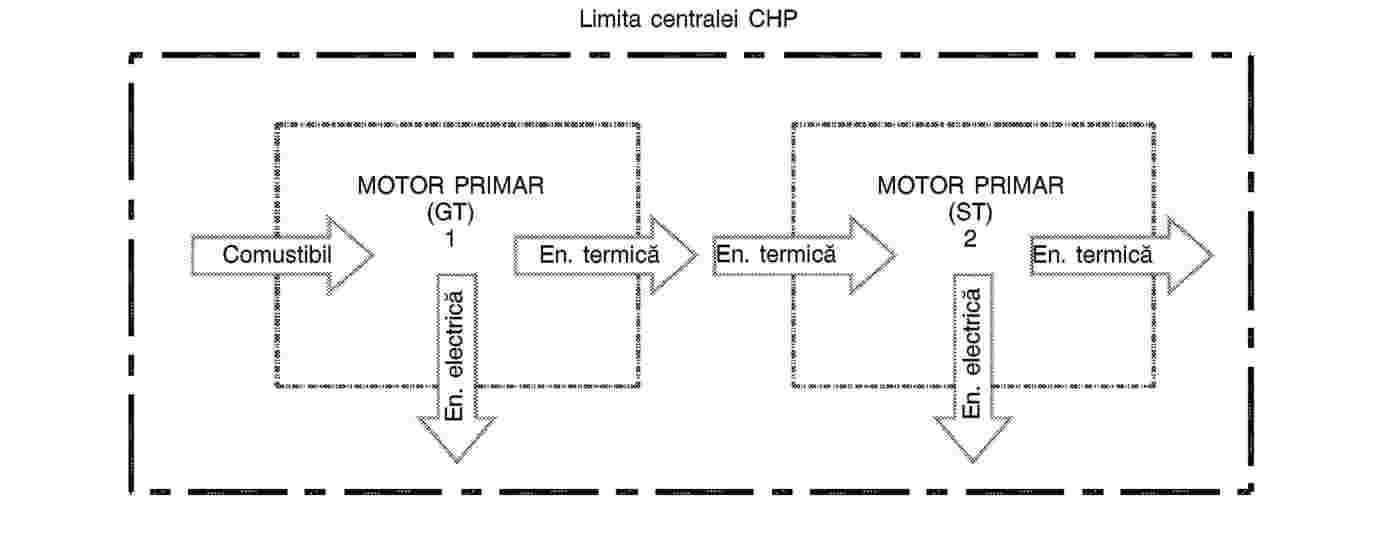 Limita centralei CHP
MOTOR PRIMAR
(GT)
1
MOTOR PRIMAR
(ST)
2
Comustibil
En. termică
En. termică
En. termică
En. electrică
En. electrică